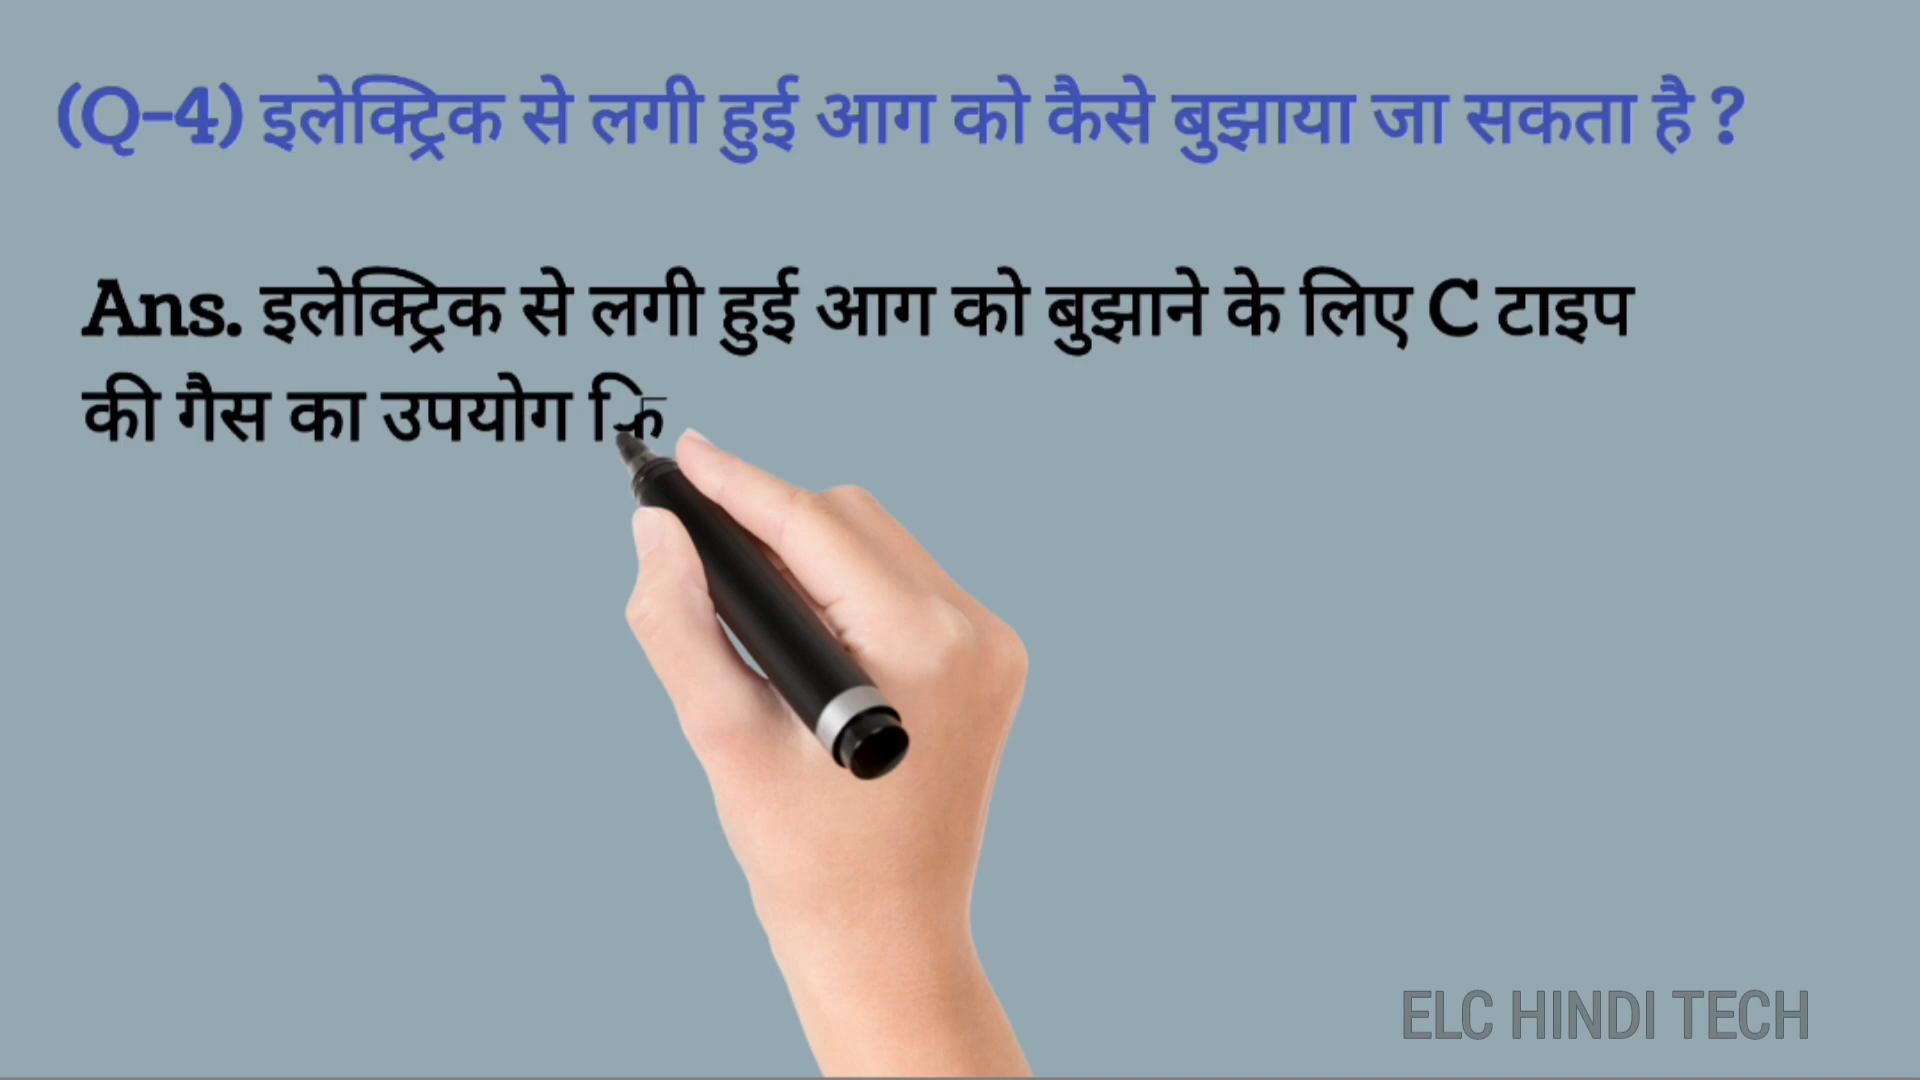 (Q-4) इलेक्ट्रिक से लगी हुई आग को कैसे बुझाया जा सकता है ?
Ans. इलेक्ट्रिक से लगी हुई आग को बुझाने के लिए C टाइप
की गैस का उपयोग
ELC HINDI TECH